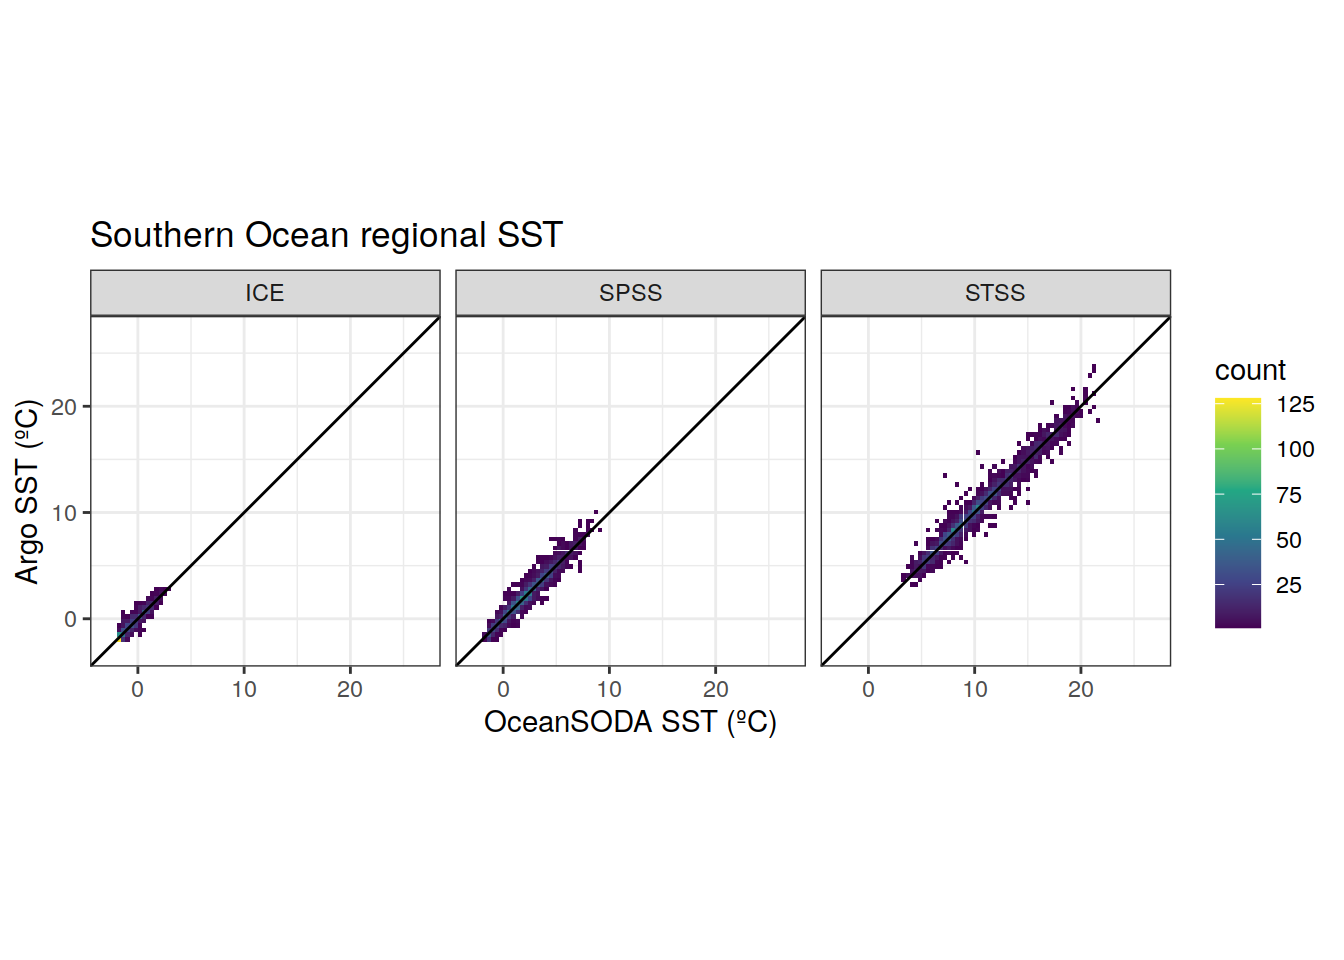 Southern Ocean regional SST
ICE SPSS STSS
Argo SST (ºC)
20
10
0
0 10 20 0 10 20 0 10 20
OceanSODA SST (ºC)
count
125
100
75
50
25